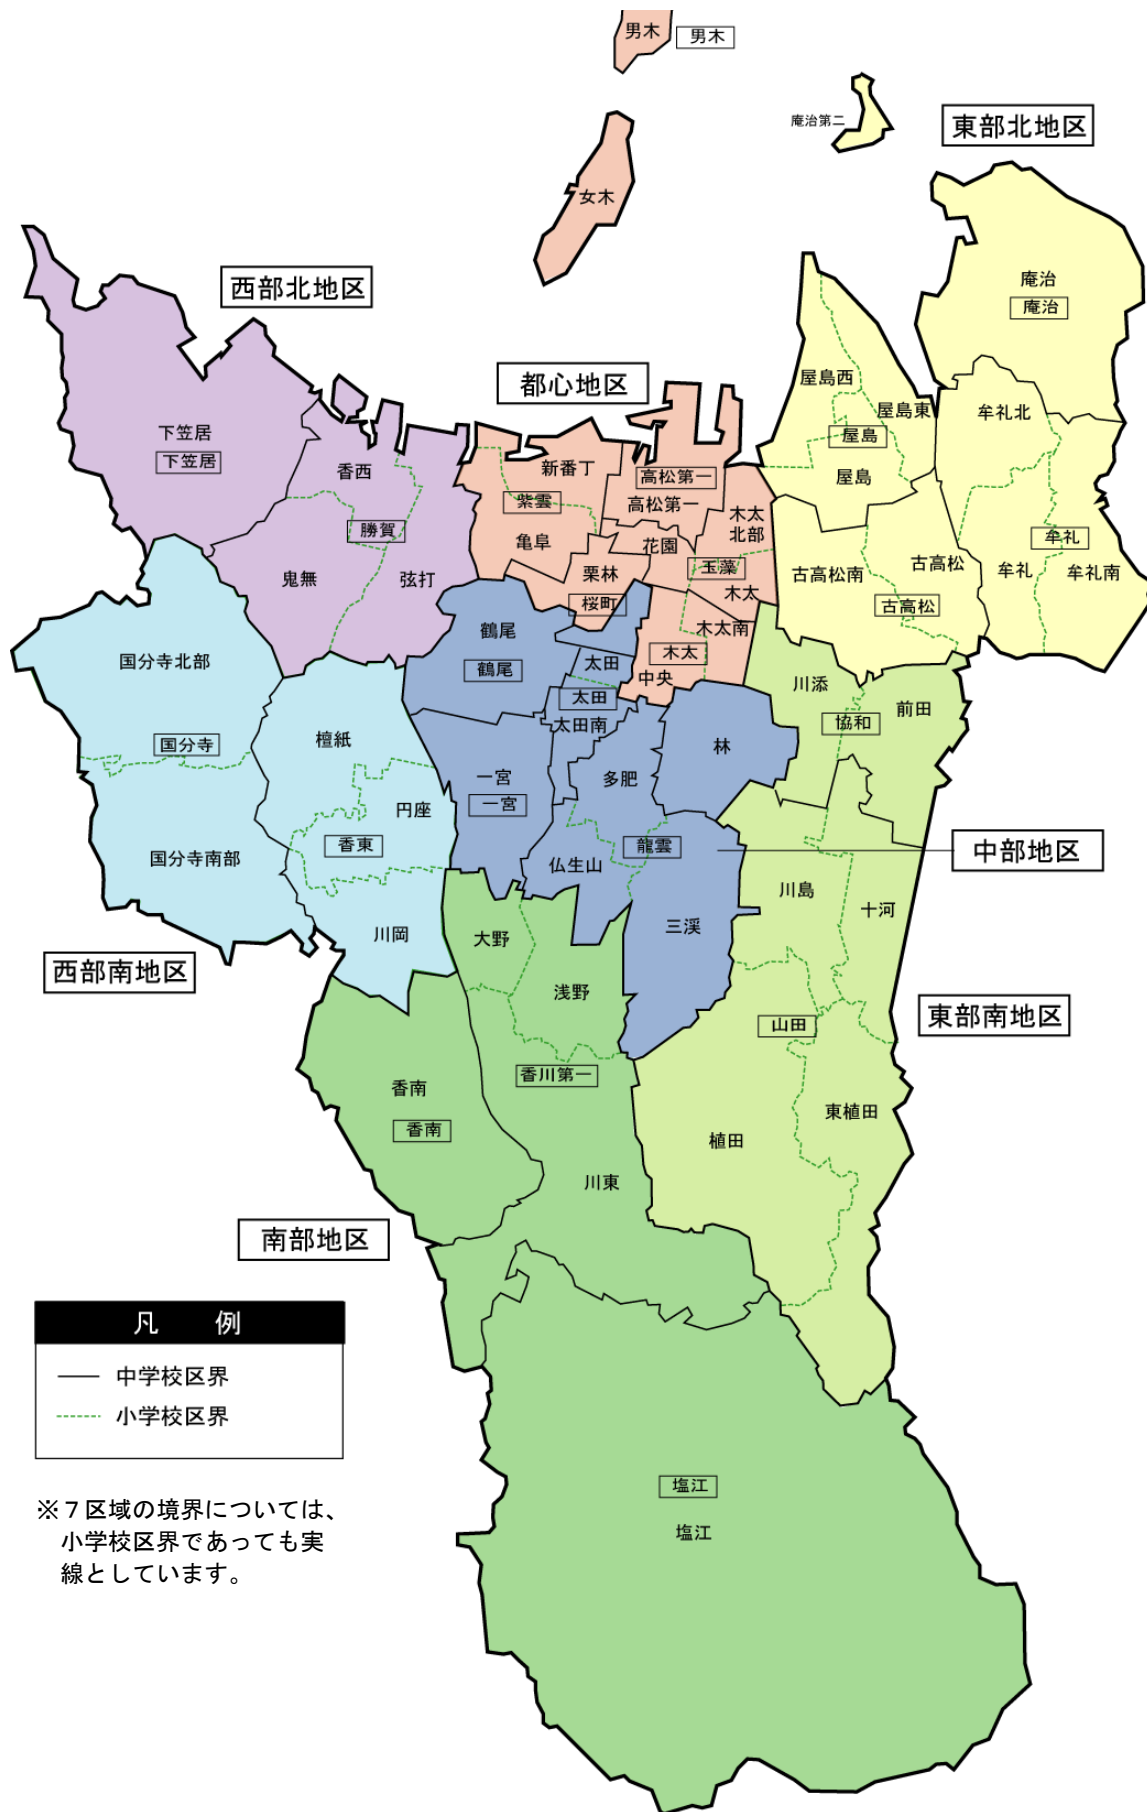 男木
男木
庵治第二
東部北地区
女木
西部北地区
庵治
庵治
都心地区
屋島西
屋島東
牟礼北
下笠居
下笠居
香西
新番丁
高松第一
屋島
屋島
紫雲
高松第一
木太
北部
勝賀
亀阜
花園
牟礼
鬼無
弦打
栗林
玉藻
古高松南
古高松
牟礼
牟礼南
桜町
木太
古高松
鶴尾
木太南
国分寺北部
鶴尾
太田
木太
中央
川添
太田
前田
国分寺
檀紙
太田南
協和
林
一宮
一宮
多肥
円座
香東
国分寺南部
仏生山
龍雲
中部地区
川島
十河
川岡
大野
三渓
西部南地区
浅野
東部南地区
山田
香川第一
香南
香南
東植田
植田
川東
南部地区
凡 例
中学校区界
小学校区界
塩江
塩江
※７区域の境界については、
小学校区界であっても実
線としています。